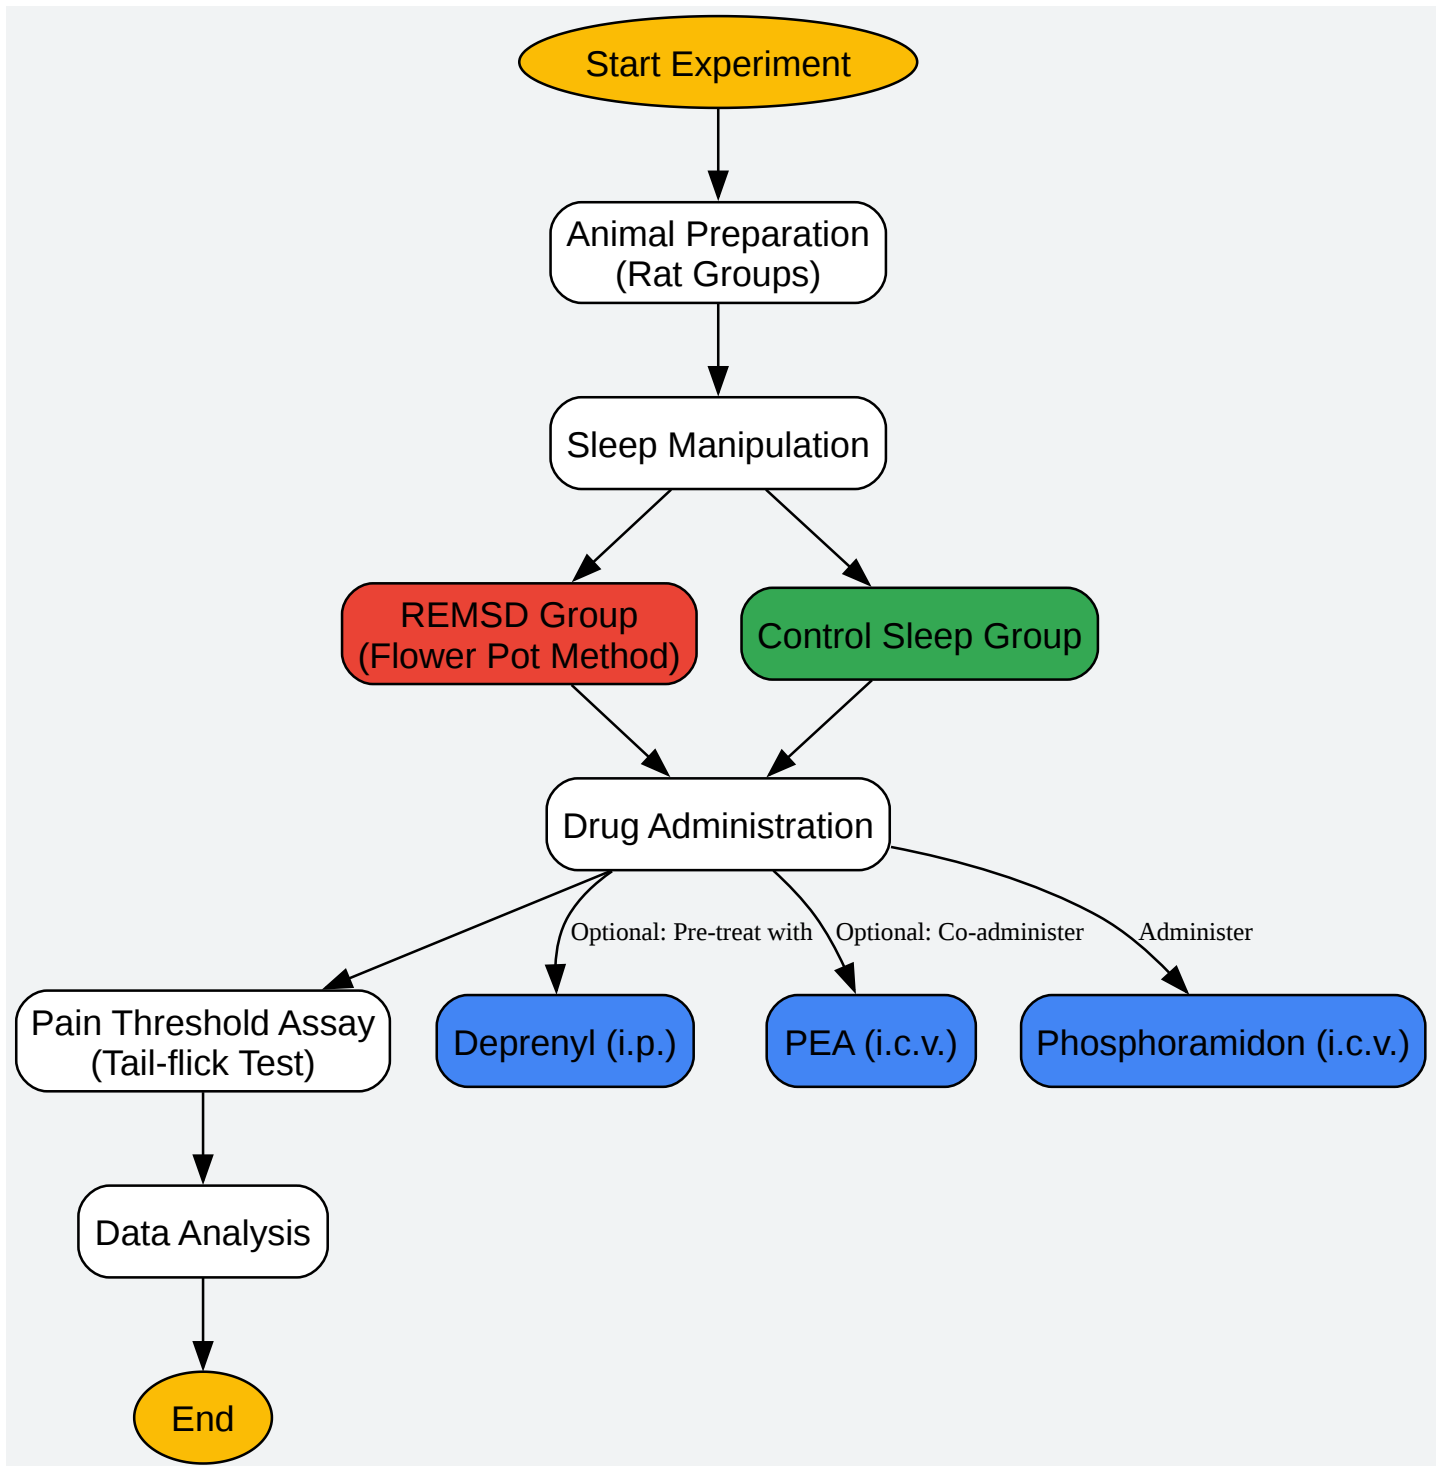 Start Experiment
Animal Preparation
(Rat Groups)
Sleep Manipulation
REMSD Group
(Flower Pot Method)
Control Sleep Group
Drug Administration
Optional: Pre-treat with
Optional: Co-administer
Administer
Pain Threshold Assay
(Tail-flick Test)
Deprenyl (i.p.)
PEA (i.c.v.)
Phosphoramidon (i.c.v.)
Data Analysis
End